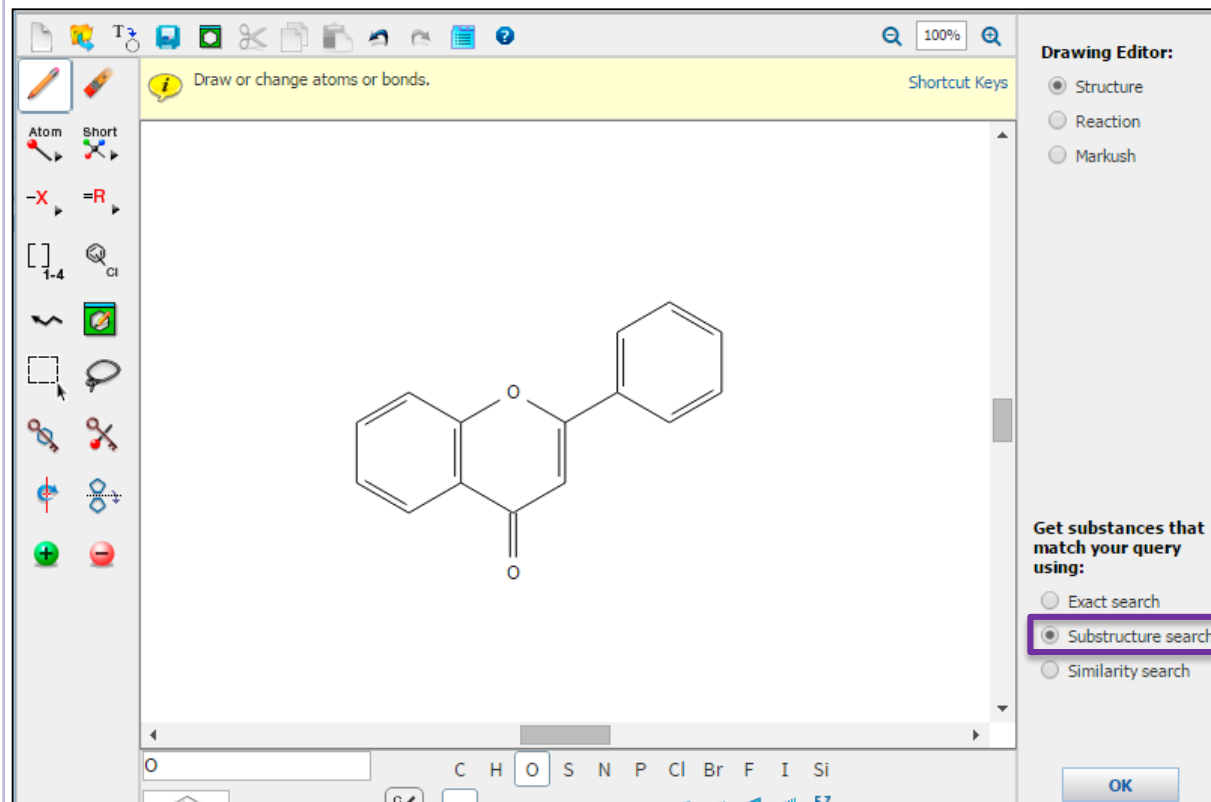 T
100%
Drawing Editor:
Draw or change atoms or bonds.
Shortcut Keys
Structure
Reaction
Markush
Atom
Short
-X
=R
[ ]
1-4
Cl
O
O
Get substances that
match your query
using:
Exact search
Substructure search
Similarity search
O
C H O S N P Cl Br F I Si
OK